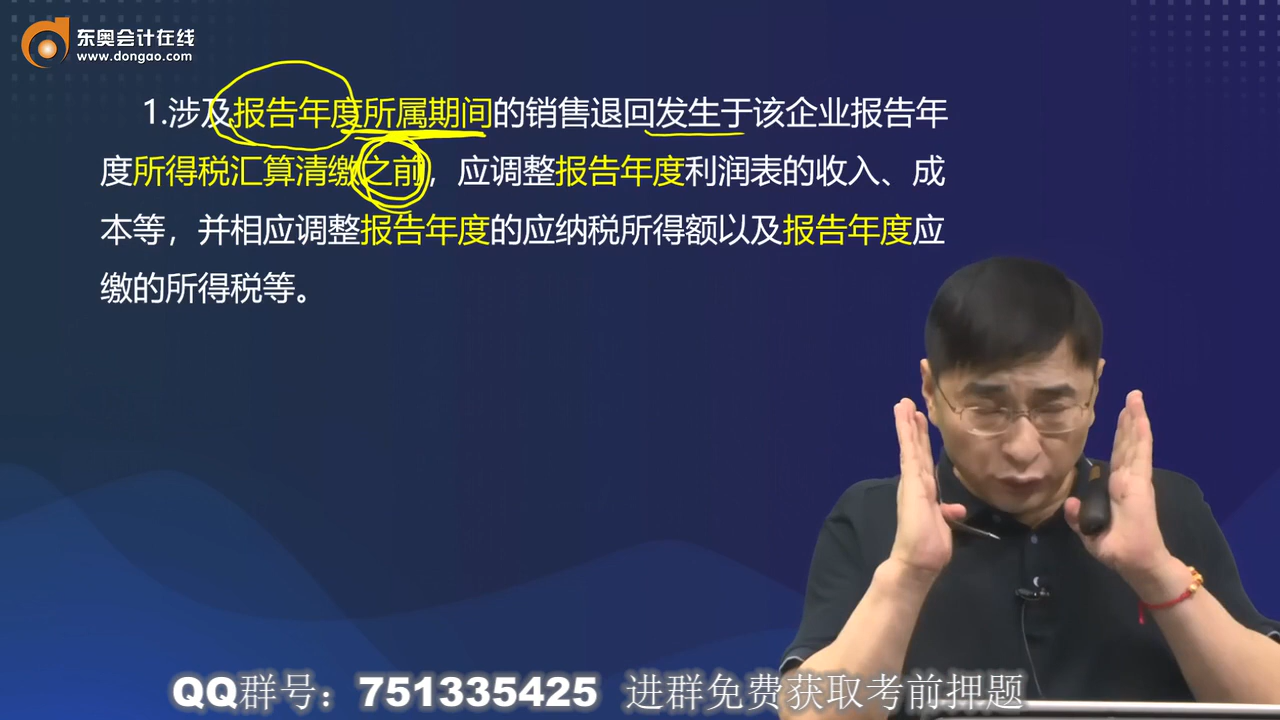 东奥会计在线
www.dongao.com
1.涉及报告年度所属期间的销售退回发生于该企业报告年
度所得税汇算清缴之前，应调整报告年度利润表的收入、成
本等，并相应调整报告年度的应纳税所得额以及报告年度应
缴的所得税等。
QQ群号：751335425 进群免费获取考前押题